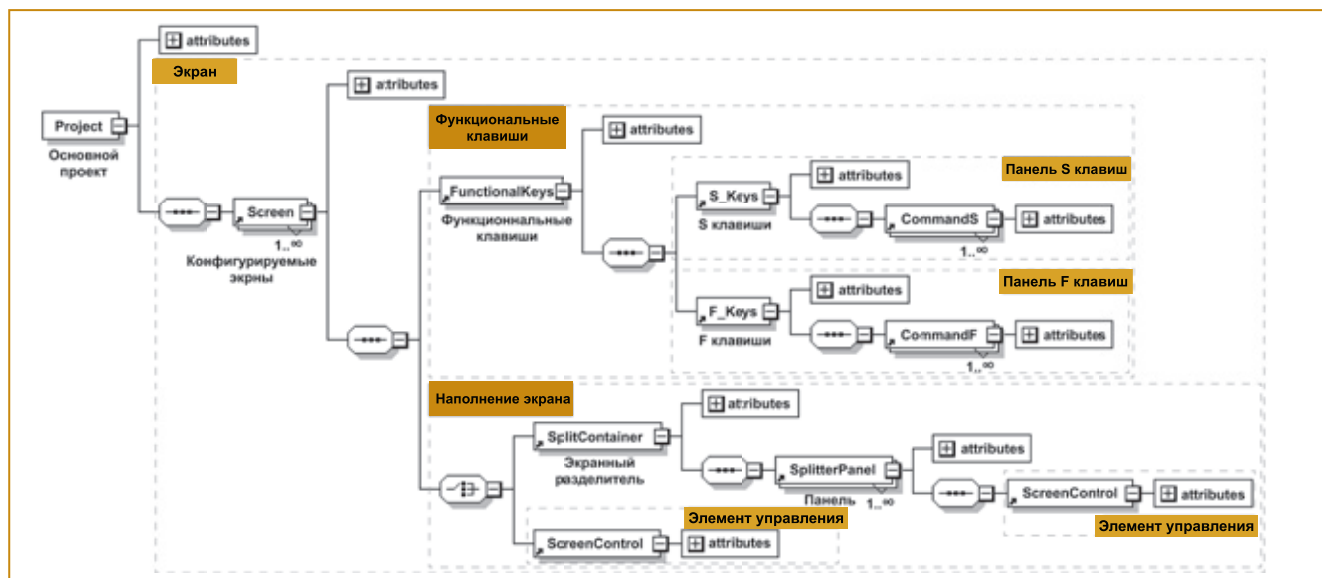 attributes
Экран
attributes
Project
Основной
проект
Функциональные
клавиши
attributes
Панель S клавиш
attributes
FunctionalKeys
S_Keys
Screen
CommandS
attributes
Функциннальные
клавиши
S клавиши
1..∞
1..∞
Конфигурируемые
экрны
Панель F клавиш
attributes
F_Keys
F клавиши
CommandF
attributes
1..∞
Наполнение экрана
attributes
SplitContainer
Экранный
разделитель
attributes
SplitterPanel
Панель
1..∞
ScreenControl
attributes
Элемент управления
Элемент управления
ScreenControl
attributes